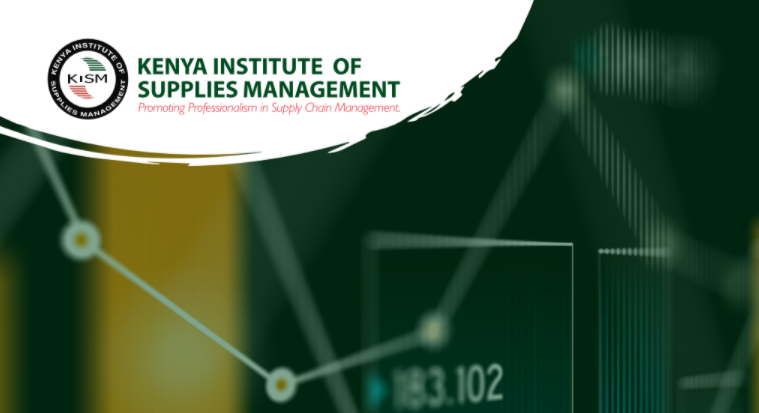 KENYA INSTITUTE OF
SUPPLIES MANAGEMENT
KISM
KENYA INSTITUTE OF
SUPPLIES MANAGEMENT
Promoting Professionalism in Supply Chain Management.
183.102